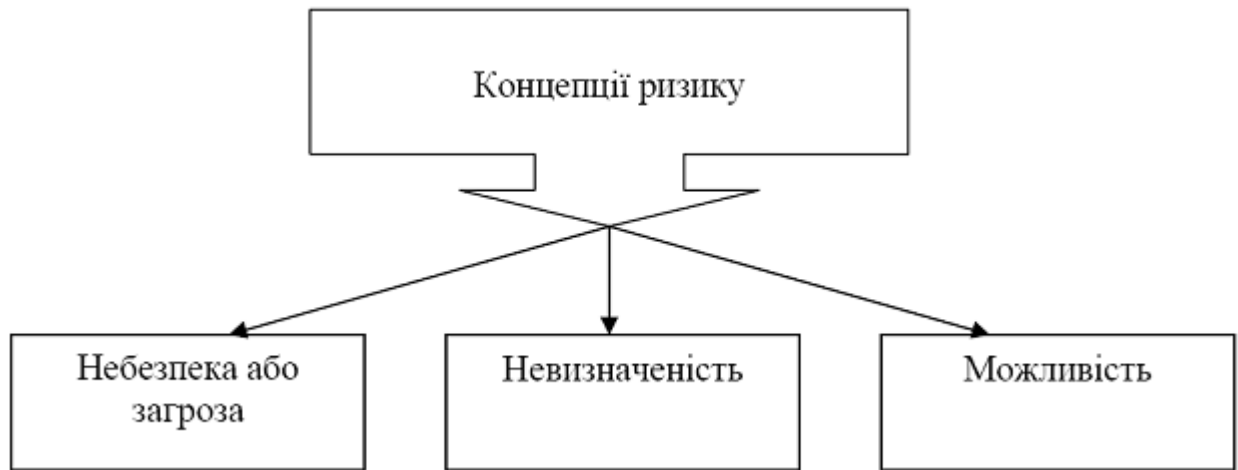 Концепції ризику
Небезпека або
загроза
Невизначеність
Можливість